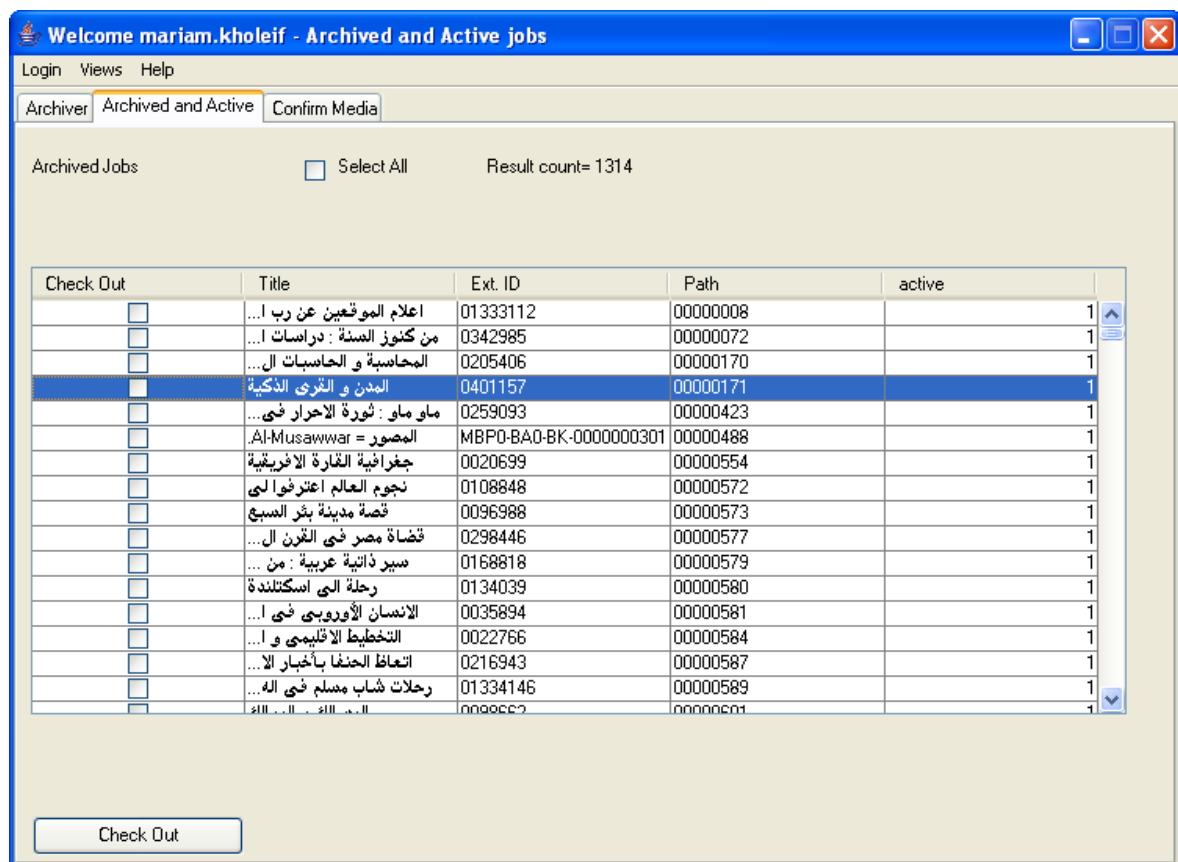 Welcome mariam.kholeif - Archived and Active jobs
Login Views Help
Archiver Archived and Active Confirm Media
Archived Jobs Select All Result count= 1314
Check Out Title Ext. ID Path active
اعلام الموقعين عن رب ا... 01333112 00000008 1
من كنوز السنة : دراسات ا... 0342985 00000072 1
المحاسبة و الحاسبات ال... 0205406 00000170 1
المدن و القرى الذكية 0401157 00000171 1
ماو ماو : ثورة الاحرار فى... 0259093 00000423 1
المصور = Al-Musawwar. MBP0-BA0-BK-0000000301 00000488 1
جغرافية القارة الافريقية 0020699 00000554 1
نجوم العالم اعترفوا لى 0108848 00000572 1
قصة مدينة بئر السبع 0096988 00000573 1
قضاة مصر فى القرن ال... 0298446 00000577 1
سير ذاتية عربية : من ... 0168818 00000579 1
رحلة الى اسكتلندة 0134039 00000580 1
الانسان الأوروبى فى ا... 0035894 00000581 1
التخطيط الاقليمى و ا... 0022766 00000584 1
اتعاظ الحنفا بأخبار الا... 0216943 00000587 1
رحلات شاب مسلم فى اله... 01334146 00000589 1
0098662 00000601 1
Check Out